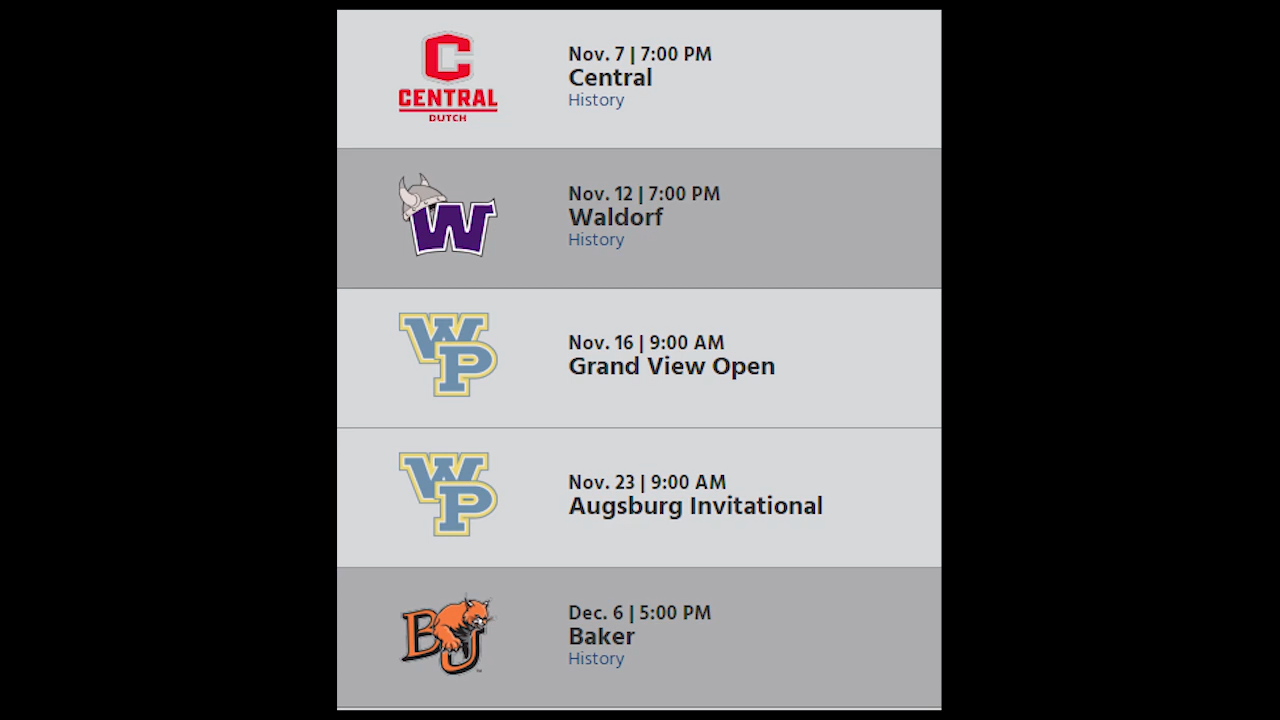 C
CENTRAL
DUTCH
Nov. 7 | 7:00 PM
Central
History
W
Nov. 12 | 7:00 PM
Waldorf
History
WP
Nov. 16 | 9:00 AM
Grand View Open
WP
Nov. 23 | 9:00 AM
Augsburg Invitational
BU
Dec. 6 | 5:00 PM
Baker
History